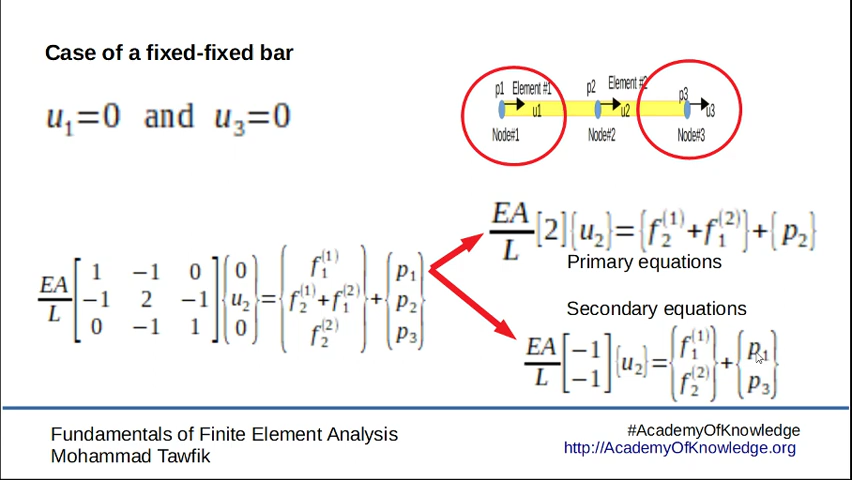 Case of a fixed-fixed bar
u₁=0 and u₃=0
p1 Element #1 p2 Element #2 p3
u1 u2 u3
Node#1 Node#2 Node#3
EA/L [2]{u₂}={f₂⁽¹⁾+f₁⁽²⁾}+{p₂}
Primary equations
EA/L [1 −1 0; −1 2 −1; 0 −1 1]{0; u₂; 0}={f₁⁽¹⁾; f₂⁽¹⁾+f₁⁽²⁾; f₂⁽²⁾}+{p₁; p₂; p₃}
Secondary equations
EA/L [−1; −1]{u₂}={f₁⁽¹⁾; f₂⁽²⁾}+{p₁; p₃}
Fundamentals of Finite Element Analysis
Mohammad Tawfik
#AcademyOfKnowledge
http://AcademyOfKnowledge.org